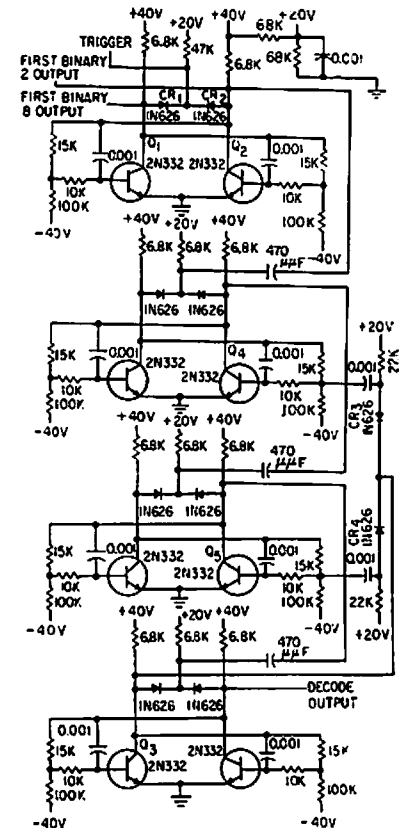 +40V +20V +40V 68K +20V
TRIGGER 6.8K 47K 68K 0.001
FIRST BINARY 6.8K
2 OUTPUT
FIRST BINARY CR1 CR2
8 OUTPUT 1N626 1N626
15K 0.001 Q1 Q2 0.001 15K
2N332 2N332
10K 10K
100K 100K
-40V +40V +20V +40V -40V
6.8K 6.8K 6.8K 470
μμF
1N626 1N626 +20V
15K 0.001 Q4 0.001 15K 0.001 22K
2N332 2N332
10K 10K
100K 100K CR3
1N626
-40V +40V +20V +40V -40V
6.8K 6.8K 6.8K 470
μμF
1N626 1N626 CR4
1N626
15K 0.001 Q5 0.001 0.001
2N332 2N332 15K
10K 10K
100K 100K 22K
-40V +40V +20V +40V -40V +20V
6.8K 6.8K 6.8K 470
μμF
DECODE
1N626 1N626 OUTPUT
0.001 Q3 0.001
15K 2N332 2N332 15K
10K 10K
100K 100K
-40V -40V